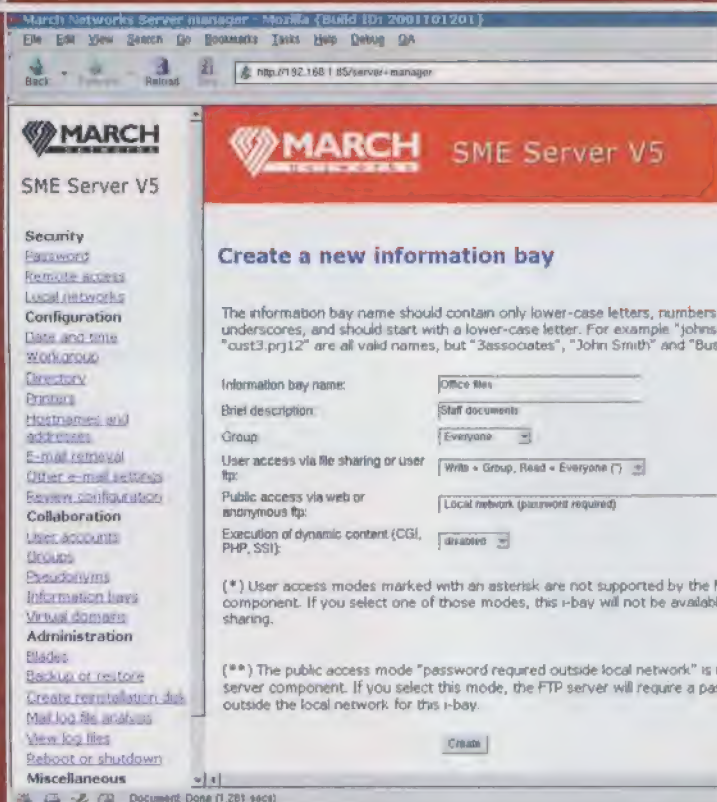 March Networks Server manager - Mozilla {Build ID: 2001101201}
File Edit View Search Go Bookmarks Tasks Help Debug QA
Back Reload
http://192.168.1.85/server-manager
MARCH
NETWORKS
SME Server V5
Security
Password
Remote access
Local networks
Configuration
Date and time
Workgroup
Directory
Printers
Hostnames and
addresses
E-mail retrieval
Other e-mail settings
Review configuration
Collaboration
User accounts
Groups
Pseudonyms
Information bays
Virtual domains
Administration
Blades
Backup or restore
Create reinstallation disk
Mail log file analysis
View log files
Reboot or shutdown
Miscellaneous
MARCH
NETWORKS
SME Server V5
Create a new information bay
The information bay name should contain only lower-case letters, numbers
underscores, and should start with a lower-case letter. For example "johns
"cust3.prj12" are all valid names, but "3associates", "John Smith" and "Bus
Information bay name: Office files
Brief description: Staff documents
Group Everyone
User access via file sharing or user
ftp: Write = Group, Read = Everyone (*)
Public access via web or
anonymous ftp: Local network (password required)
Execution of dynamic content (CGI,
PHP, SSI): disabled
(*) User access modes marked with an asterisk are not supported by the
component. If you select one of those modes, this i-bay will not be availabl
sharing.
(**) The public access mode "password required outside local network" is
server component. If you select this mode, the FTP server will require a pa
outside the local network for this i-bay.
Create
Document: Done (1.281 secs)